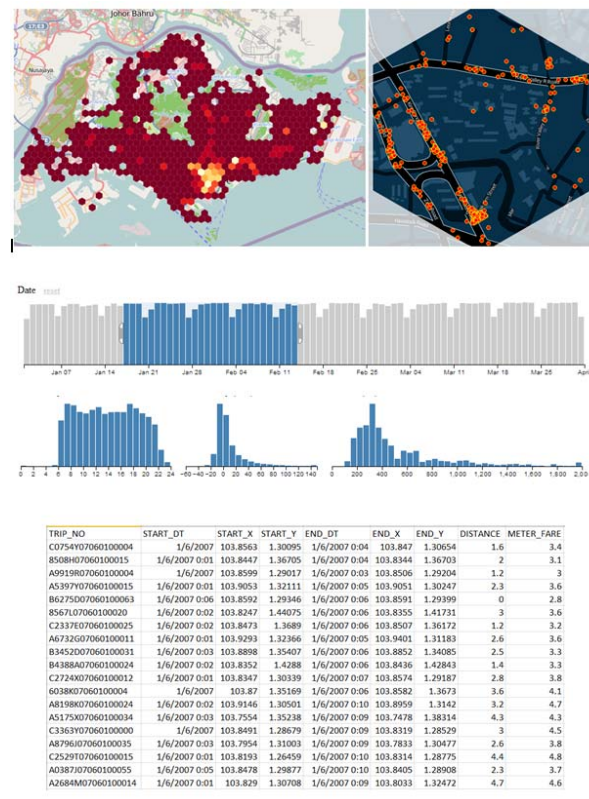 Johor Bahru
Nusajaya
Date reset
Jan 07 Jan 14 Jan 21 Jan 28 Feb 04 Feb 11 Feb 18 Feb 25 Mar 04 Mar 11 Mar 18 Mar 25 Apr
0 2 4 6 8 10 12 14 16 18 20 22 24 -60 -40 -20 0 20 40 60 80 100 120 140 0 200 400 600 800 1,000 1,200 1,400 1,600 1,800 2,00
TRIP_NO START_DT START_X START_Y END_DT END_X END_Y DISTANCE METER_FARE
C0754Y07060100004 1/6/2007 103.8563 1.30095 1/6/2007 0:04 103.847 1.30654 1.6 3.4
8508H07060100015 1/6/2007 0:01 103.8447 1.36705 1/6/2007 0:04 103.8344 1.36703 2 3.1
A9919R07060100004 1/6/2007 103.8599 1.29017 1/6/2007 0:03 103.8506 1.29204 1.2 3
A5397Y07060100015 1/6/2007 0:01 103.9053 1.32111 1/6/2007 0:05 103.9051 1.30247 2.3 3.6
B6275D07060100063 1/6/2007 0:06 103.8592 1.29346 1/6/2007 0:06 103.8591 1.29399 0 2.8
8567L07060100020 1/6/2007 0:02 103.8247 1.44075 1/6/2007 0:06 103.8355 1.41731 3 3.6
C2337E07060100025 1/6/2007 0:02 103.8473 1.3689 1/6/2007 0:06 103.8507 1.36172 1.2 3.2
A6732G07060100011 1/6/2007 0:01 103.9293 1.32366 1/6/2007 0:05 103.9401 1.31183 2.6 3.6
B3452D07060100031 1/6/2007 0:03 103.8898 1.35407 1/6/2007 0:06 103.8852 1.34085 2.5 3.3
B4388A07060100024 1/6/2007 0:02 103.8352 1.4288 1/6/2007 0:06 103.8436 1.42843 1.4 3.3
C2724X07060100012 1/6/2007 0:01 103.8347 1.30339 1/6/2007 0:07 103.8574 1.29187 2.8 3.8
6038K07060100004 1/6/2007 103.87 1.35169 1/6/2007 0:06 103.8582 1.3673 3.6 4.1
A8198K07060100024 1/6/2007 0:02 103.9146 1.30501 1/6/2007 0:10 103.8959 1.3142 3.2 4.7
A5175X07060100034 1/6/2007 0:03 103.7554 1.35238 1/6/2007 0:09 103.7478 1.38314 4.3 4.3
C3363Y07060100000 1/6/2007 103.8491 1.28679 1/6/2007 0:09 103.8319 1.28529 3 4.5
A8796J07060100035 1/6/2007 0:03 103.7954 1.31003 1/6/2007 0:09 103.7833 1.30477 2.6 3.8
C2529T07060100015 1/6/2007 0:01 103.8193 1.26459 1/6/2007 0:10 103.8314 1.28775 4.4 4.8
A0387J07060100055 1/6/2007 0:05 103.8478 1.29877 1/6/2007 0:10 103.8405 1.28908 2.3 3.7
A2684M07060100014 1/6/2007 0:01 103.829 1.30708 1/6/2007 0:09 103.8033 1.32472 4.7 4.6